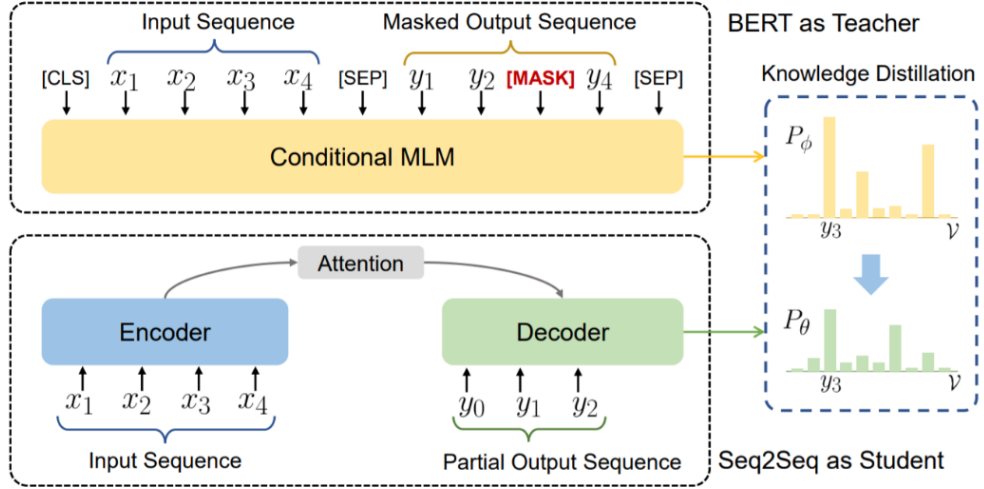 Input Sequence
Masked Output Sequence
BERT as Teacher
[CLS] x1 x2 x3 x4 [SEP] y1 y2 [MASK] y4 [SEP]
Knowledge Distillation
Conditional MLM
Pϕ
y3 𝒱
Attention
Encoder
Decoder
Pθ
y3 𝒱
x1 x2 x3 x4
y0 y1 y2
Input Sequence
Partial Output Sequence
Seq2Seq as Student